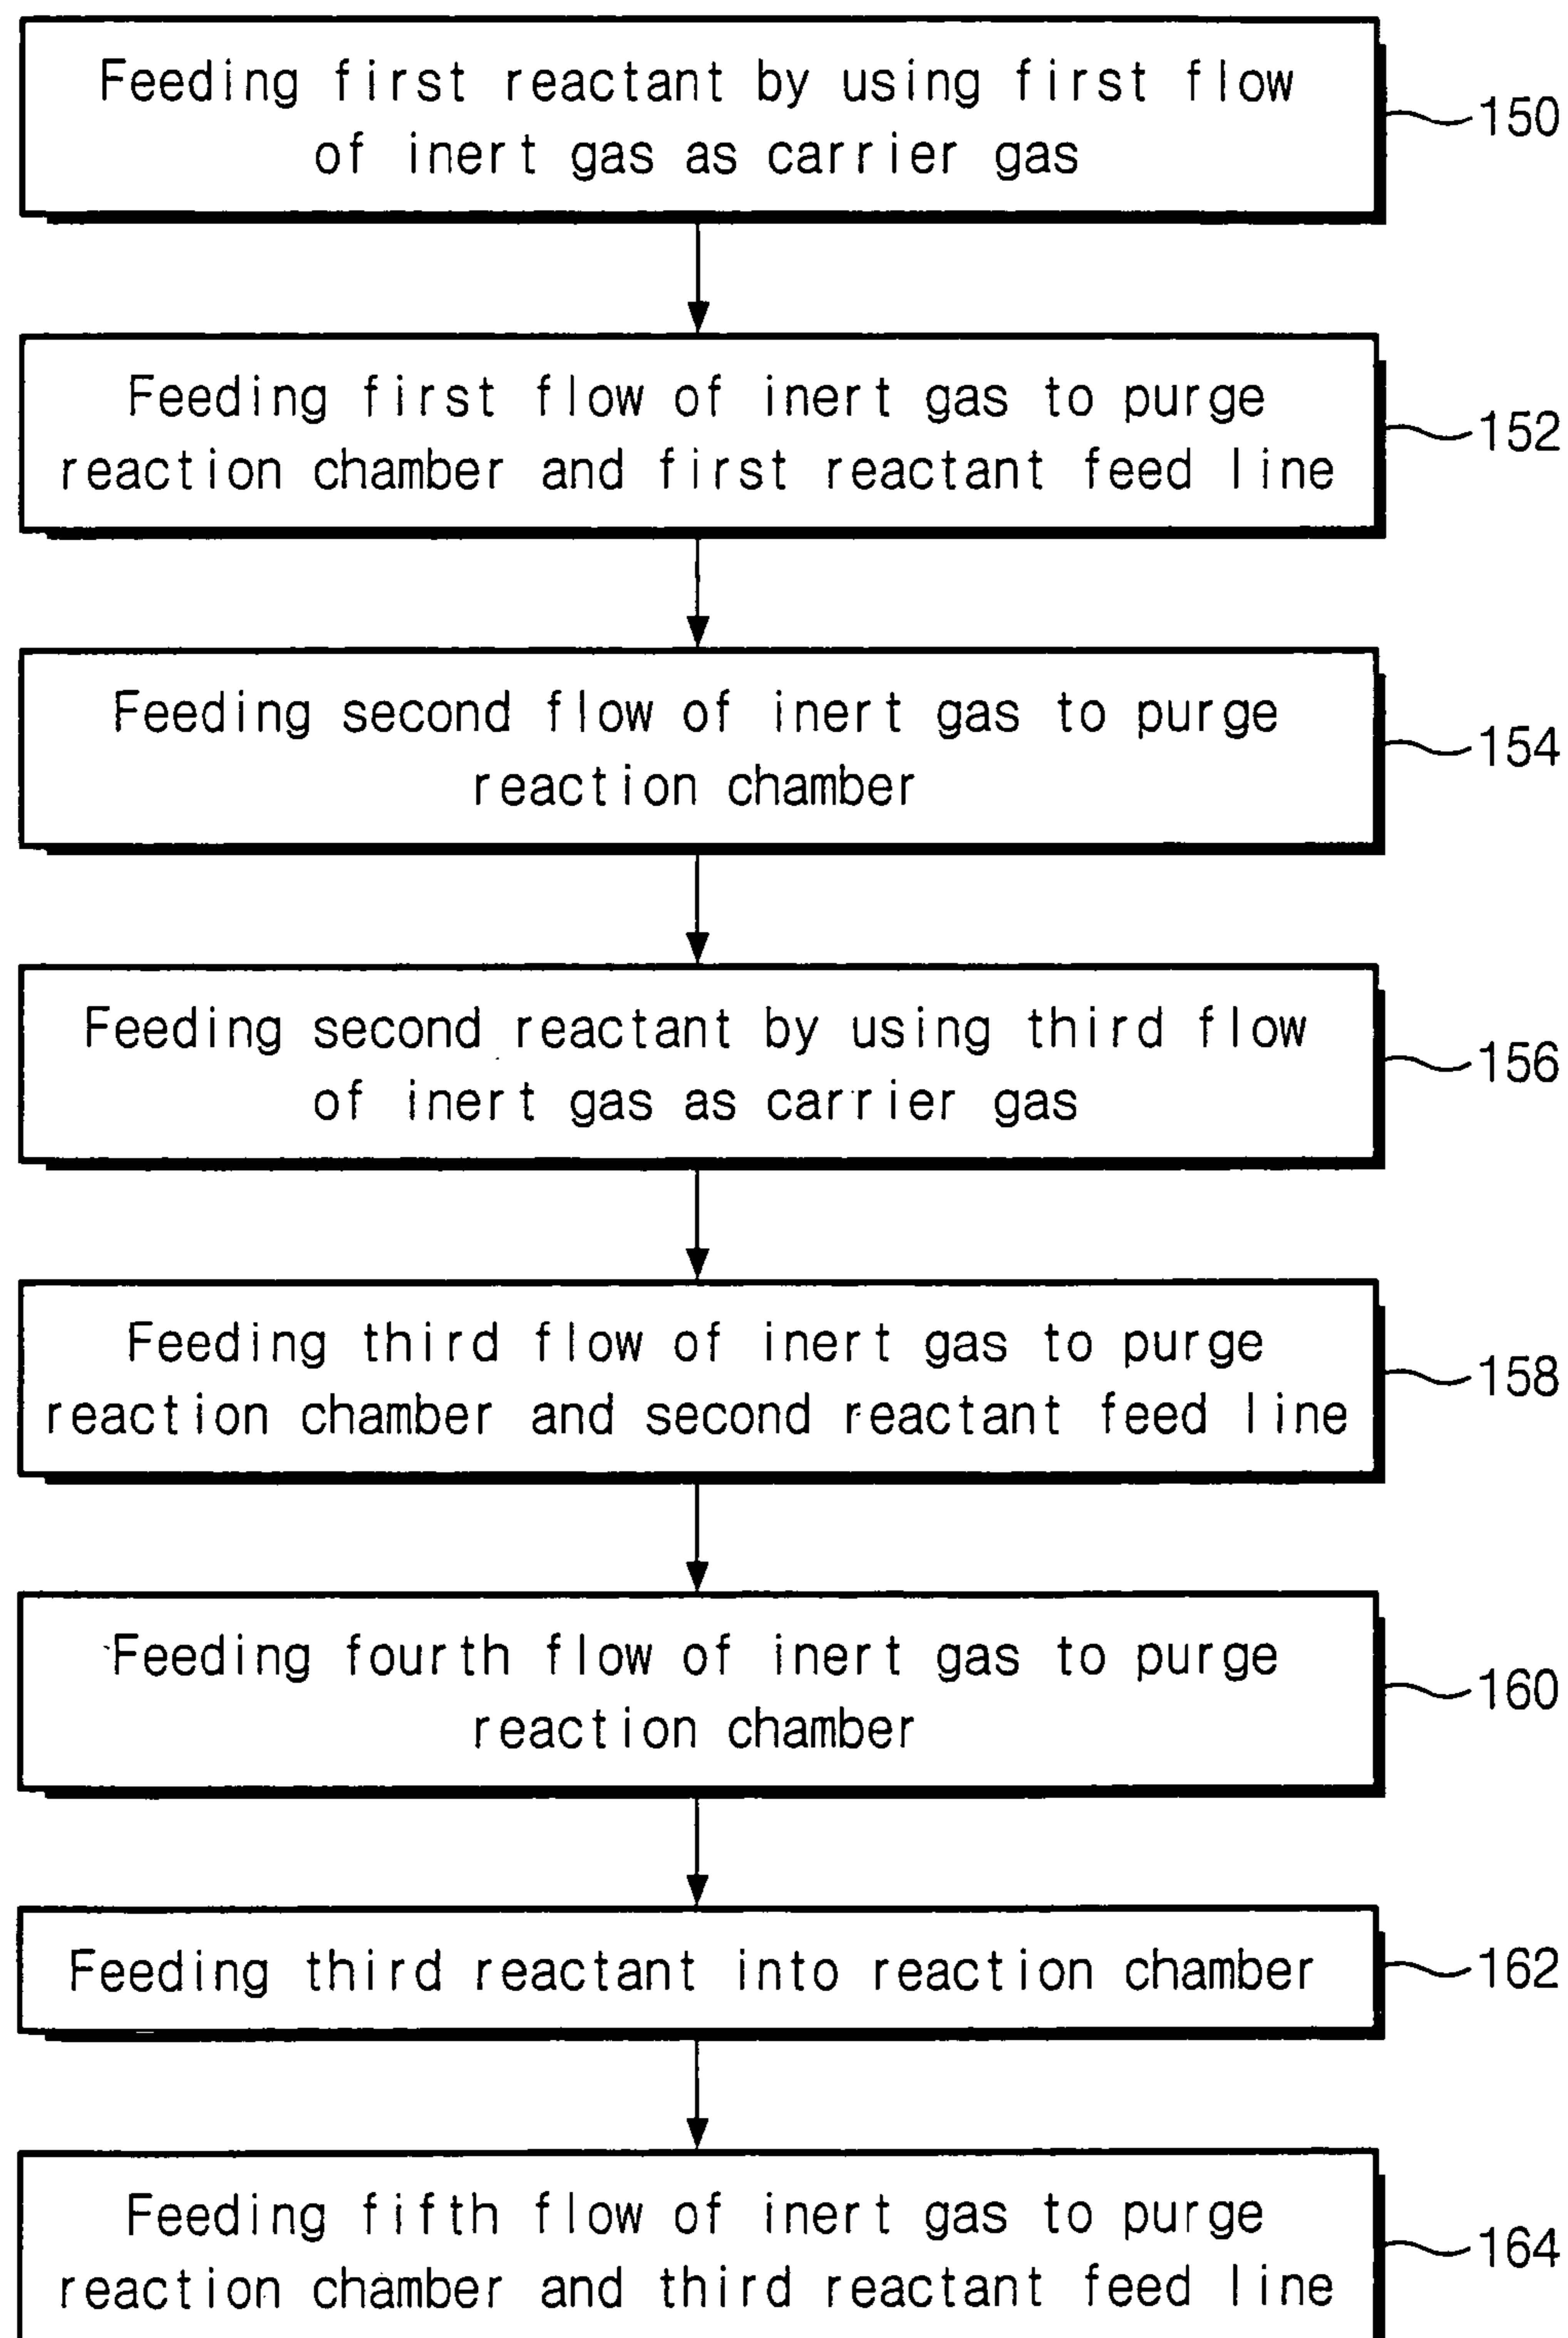 Feeding first reactant by using first flow
of inert gas as carrier gas
150
Feeding first flow of inert gas to purge
reaction chamber and first reactant feed line
152
Feeding second flow of inert gas to purge
reaction chamber
154
Feeding second reactant by using third flow
of inert gas as carrier gas
156
Feeding third flow of inert gas to purge
reaction chamber and second reactant feed line
158
Feeding fourth flow of inert gas to purge
reaction chamber
160
Feeding third reactant into reaction chamber
162
Feeding fifth flow of inert gas to purge
reaction chamber and third reactant feed line
164